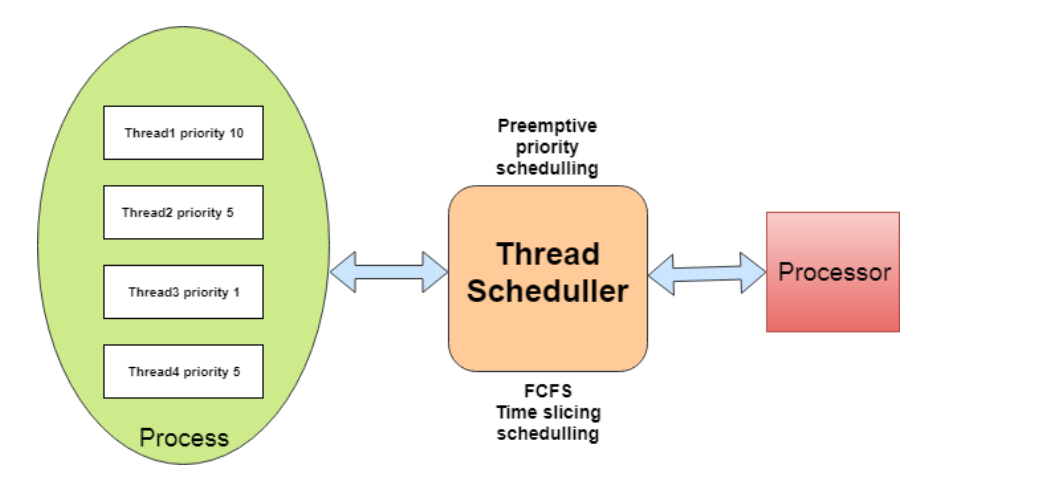 Thread1 priority 10
Thread2 priority 5
Thread3 priority 1
Thread4 priority 5
Process
Preemptive
priority
schedulling
Thread
Scheduller
FCFS
Time slicing
schedulling
Processor